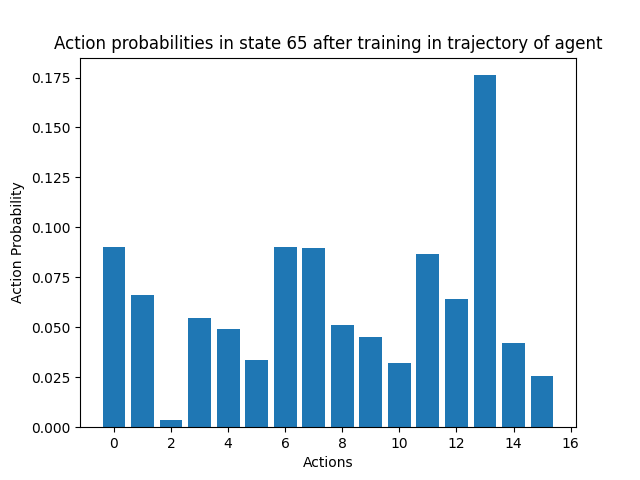 Action probabilities in state 65 after training in trajectory of agent
0.175
0.150
0.125
0.100
0.075
0.050
0.025
0.000
Action Probability
0 2 4 6 8 10 12 14 16
Actions